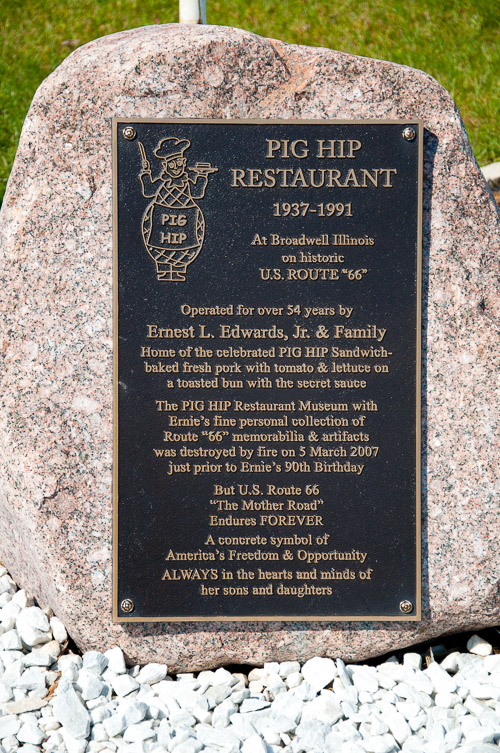 PIG HIP
RESTAURANT
1937-1991
PIG
HIP
At Broadwell Illinois
on historic
U.S. ROUTE "66"
Operated for over 54 years by
Ernest L. Edwards, Jr. & Family
Home of the celebrated PIG HIP Sandwich-
baked fresh pork with tomato & lettuce on
a toasted bun with the secret sauce
The PIG HIP Restaurant Museum with
Ernie's fine personal collection of
Route "66" memorabilia & artifacts
was destroyed by fire on 5 March 2007
just prior to Ernie's 90th Birthday
But U.S. Route 66
"The Mother Road"
Endures FOREVER
A concrete symbol of
America's Freedom & Opportunity
ALWAYS in the hearts and minds of
her sons and daughters